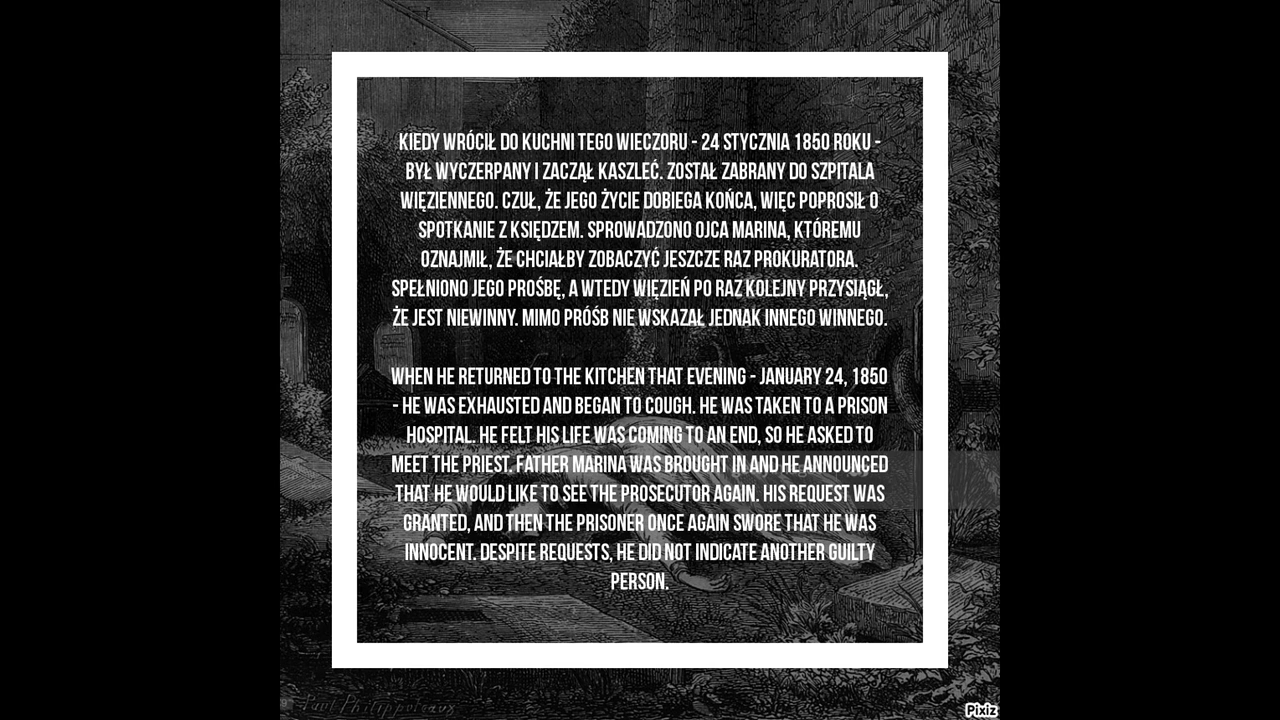 KIEDY WRÓCIŁ DO KUCHNI TEGO WIECZORU - 24 STYCZNIA 1850 ROKU -
BYŁ WYCZERPANY I ZACZĄŁ KASZLEĆ. ZOSTAŁ ZABRANY DO SZPITALA
WIĘZIENNEGO. CZUŁ, ŻE JEGO ŻYCIE DOBIEGA KOŃCA, WIĘC POPROSIŁ O
SPOTKANIE Z KSIĘDZEM. SPROWADZONO OJCA MARINA, KTÓREMU
OZNAJMIŁ, ŻE CHCIAŁBY ZOBACZYĆ JESZCZE RAZ PROKURATORA.
SPEŁNIONO JEGO PROŚBĘ, A WTEDY WIĘZIEŃ PO RAZ KOLEJNY PRZYSIĄGŁ,
ŻE JEST NIEWINNY. MIMO PRÓŚB NIE WSKAZAŁ JEDNAK INNEGO WINNEGO.
WHEN HE RETURNED TO THE KITCHEN THAT EVENING - JANUARY 24, 1850
- HE WAS EXHAUSTED AND BEGAN TO COUGH. HE WAS TAKEN TO A PRISON
HOSPITAL. HE FELT HIS LIFE WAS COMING TO AN END, SO HE ASKED TO
MEET THE PRIEST. FATHER MARINA WAS BROUGHT IN AND HE ANNOUNCED
THAT HE WOULD LIKE TO SEE THE PROSECUTOR AGAIN. HIS REQUEST WAS
GRANTED, AND THEN THE PRISONER ONCE AGAIN SWORE THAT HE WAS
INNOCENT. DESPITE REQUESTS, HE DID NOT INDICATE ANOTHER GUILTY
PERSON.
Paul Philippoteaux
Pixiz